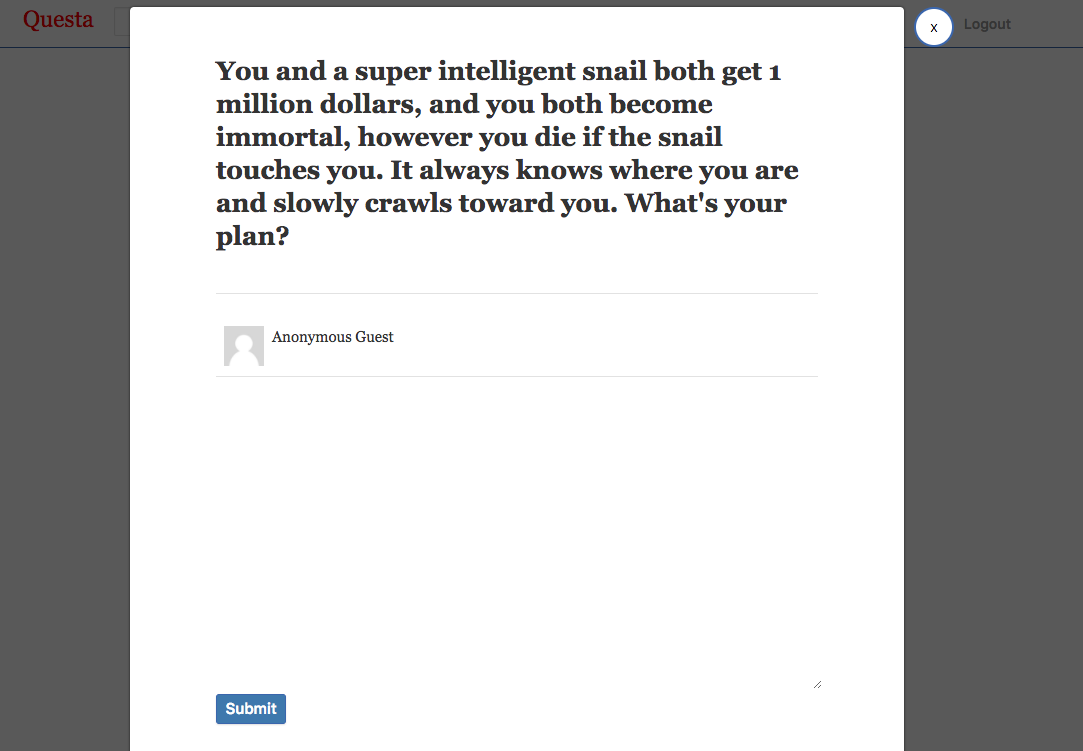 Questa
x
Logout
You and a super intelligent snail both get 1
million dollars, and you both become
immortal, however you die if the snail
touches you. It always knows where you are
and slowly crawls toward you. What's your
plan?
Anonymous Guest
Submit